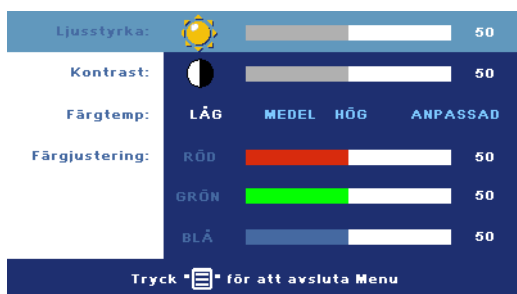 Ljusstyrka: 50
Kontrast: 50
Färgtemp: LÅG MEDEL HÖG ANPASSAD
Färgjustering: RÖD 50
GRÖN 50
BLÅ 50
Tryck "" för att avsluta Menu